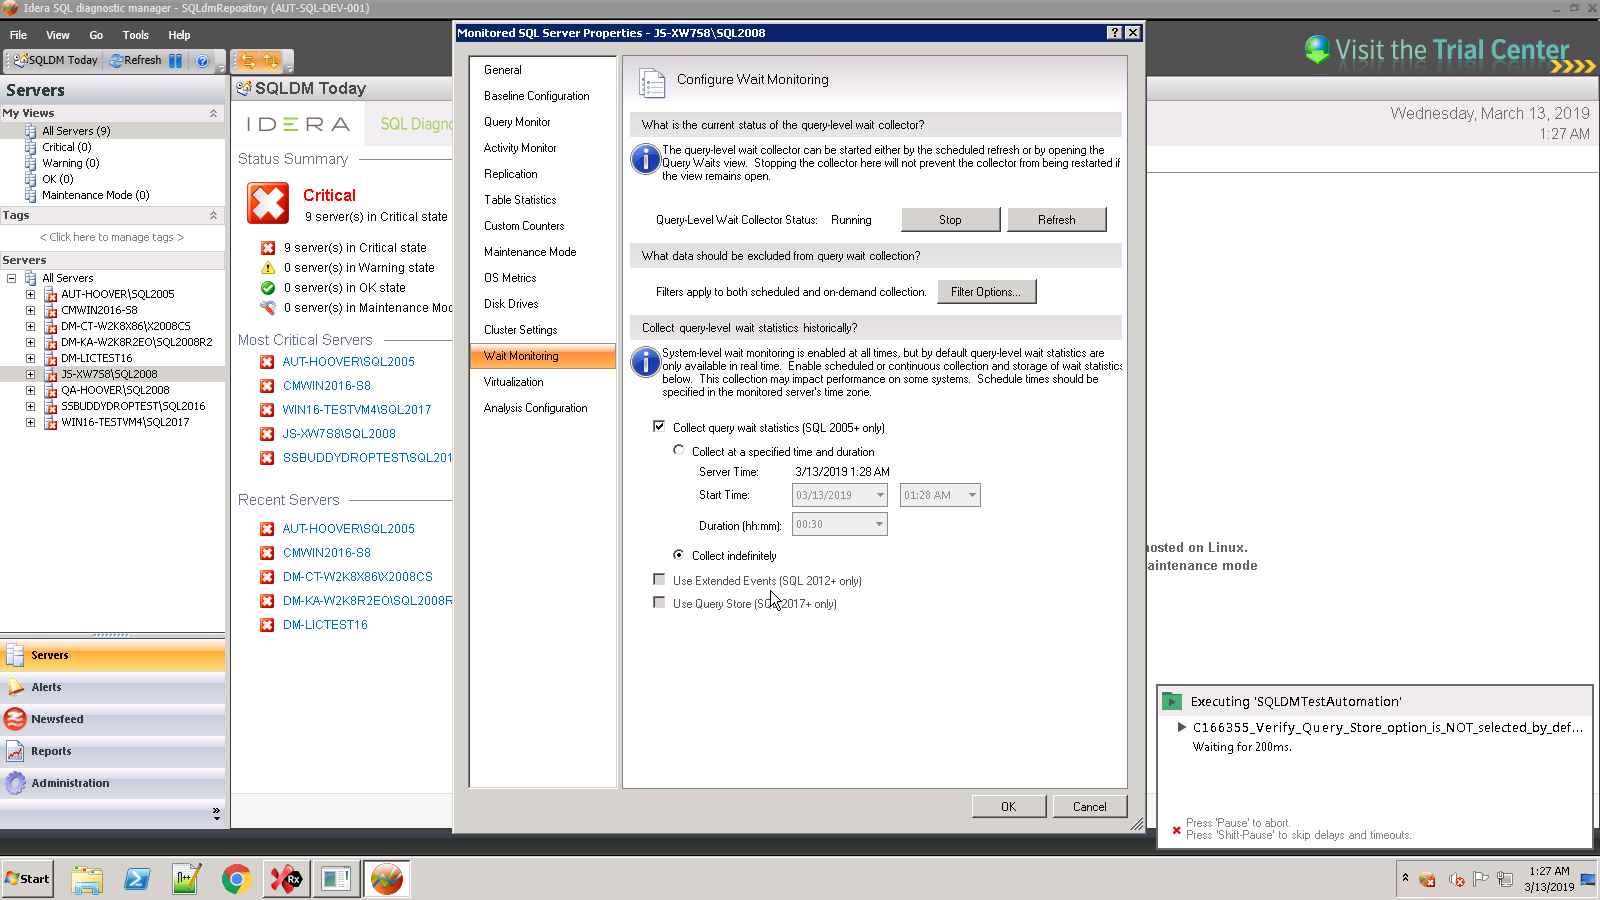 Idera SQL diagnostic manager - SQLdmRepository (AUT-SQL-DEV-001)
File View Go Tools Help
SQLDM Today Refresh
Visit the Trial Center
Servers
My Views
All Servers (9)
Critical (0)
Warning (0)
OK (0)
Maintenance Mode (0)
Tags
< Click here to manage tags >
Servers
All Servers
AUT-HOOVER\SQL2005
CMWIN2016-S8
DM-CT-W2K8X86\X2008CS
DM-KA-W2K8R2EO\SQL2008R2
DM-LICTEST16
JS-XW7S8\SQL2008
QA-HOOVER\SQL2008
SSBUDDYDROPTEST\SQL2016
WIN16-TESTVM4\SQL2017
Servers
Alerts
Newsfeed
Reports
Administration
SQLDM Today
IDERA SQL Diagn
Status Summary
Critical
9 server(s) in Critical state
9 server(s) in Critical state
0 server(s) in Warning state
0 server(s) in OK state
0 server(s) in Maintenance Mod
Most Critical Servers
AUT-HOOVER\SQL2005
CMWIN2016-S8
WIN16-TESTVM4\SQL2017
JS-XW7S8\SQL2008
SSBUDDYDROPTEST\SQL201
Recent Servers
AUT-HOOVER\SQL2005
CMWIN2016-S8
DM-CT-W2K8X86\X2008CS
DM-KA-W2K8R2EO\SQL2008R
DM-LICTEST16
Monitored SQL Server Properties - JS-XW7S8\SQL2008
General
Baseline Configuration
Query Monitor
Activity Monitor
Replication
Table Statistics
Custom Counters
Maintenance Mode
OS Metrics
Disk Drives
Cluster Settings
Wait Monitoring
Virtualization
Analysis Configuration
Configure Wait Monitoring
What is the current status of the query-level wait collector?
The query-level wait collector can be started either by the scheduled refresh or by opening the
Query Waits view. Stopping the collector here will not prevent the collector from being restarted if
the view remains open.
Query-Level Wait Collector Status: Running Stop Refresh
What data should be excluded from query wait collection?
Filters apply to both scheduled and on-demand collection. Filter Options...
Collect query-level wait statistics historically?
System-level wait monitoring is enabled at all times, but by default query-level wait statistics are
only available in real time. Enable scheduled or continuous collection and storage of wait statistics
below. This collection may impact performance on some systems. Schedule times should be
specified in the monitored server's time zone.
Collect query wait statistics (SQL 2005+ only)
Collect at a specified time and duration
Server Time: 3/13/2019 1:28 AM
Start Time: 03/13/2019 01:28 AM
Duration (hh:mm): 00:30
Collect indefinitely
Use Extended Events (SQL 2012+ only)
Use Query Store (SQL 2017+ only)
OK Cancel
Wednesday, March 13, 2019
1:27 AM
hosted on Linux.
aintenance mode
Executing 'SQLDMTestAutomation'
C166355_Verify_Query_Store_option_is_NOT_selected_by_def...
Waiting for 200ms.
Press 'Pause' to abort.
Press 'Shift-Pause' to skip delays and timeouts.
Start
1:27 AM
3/13/2019